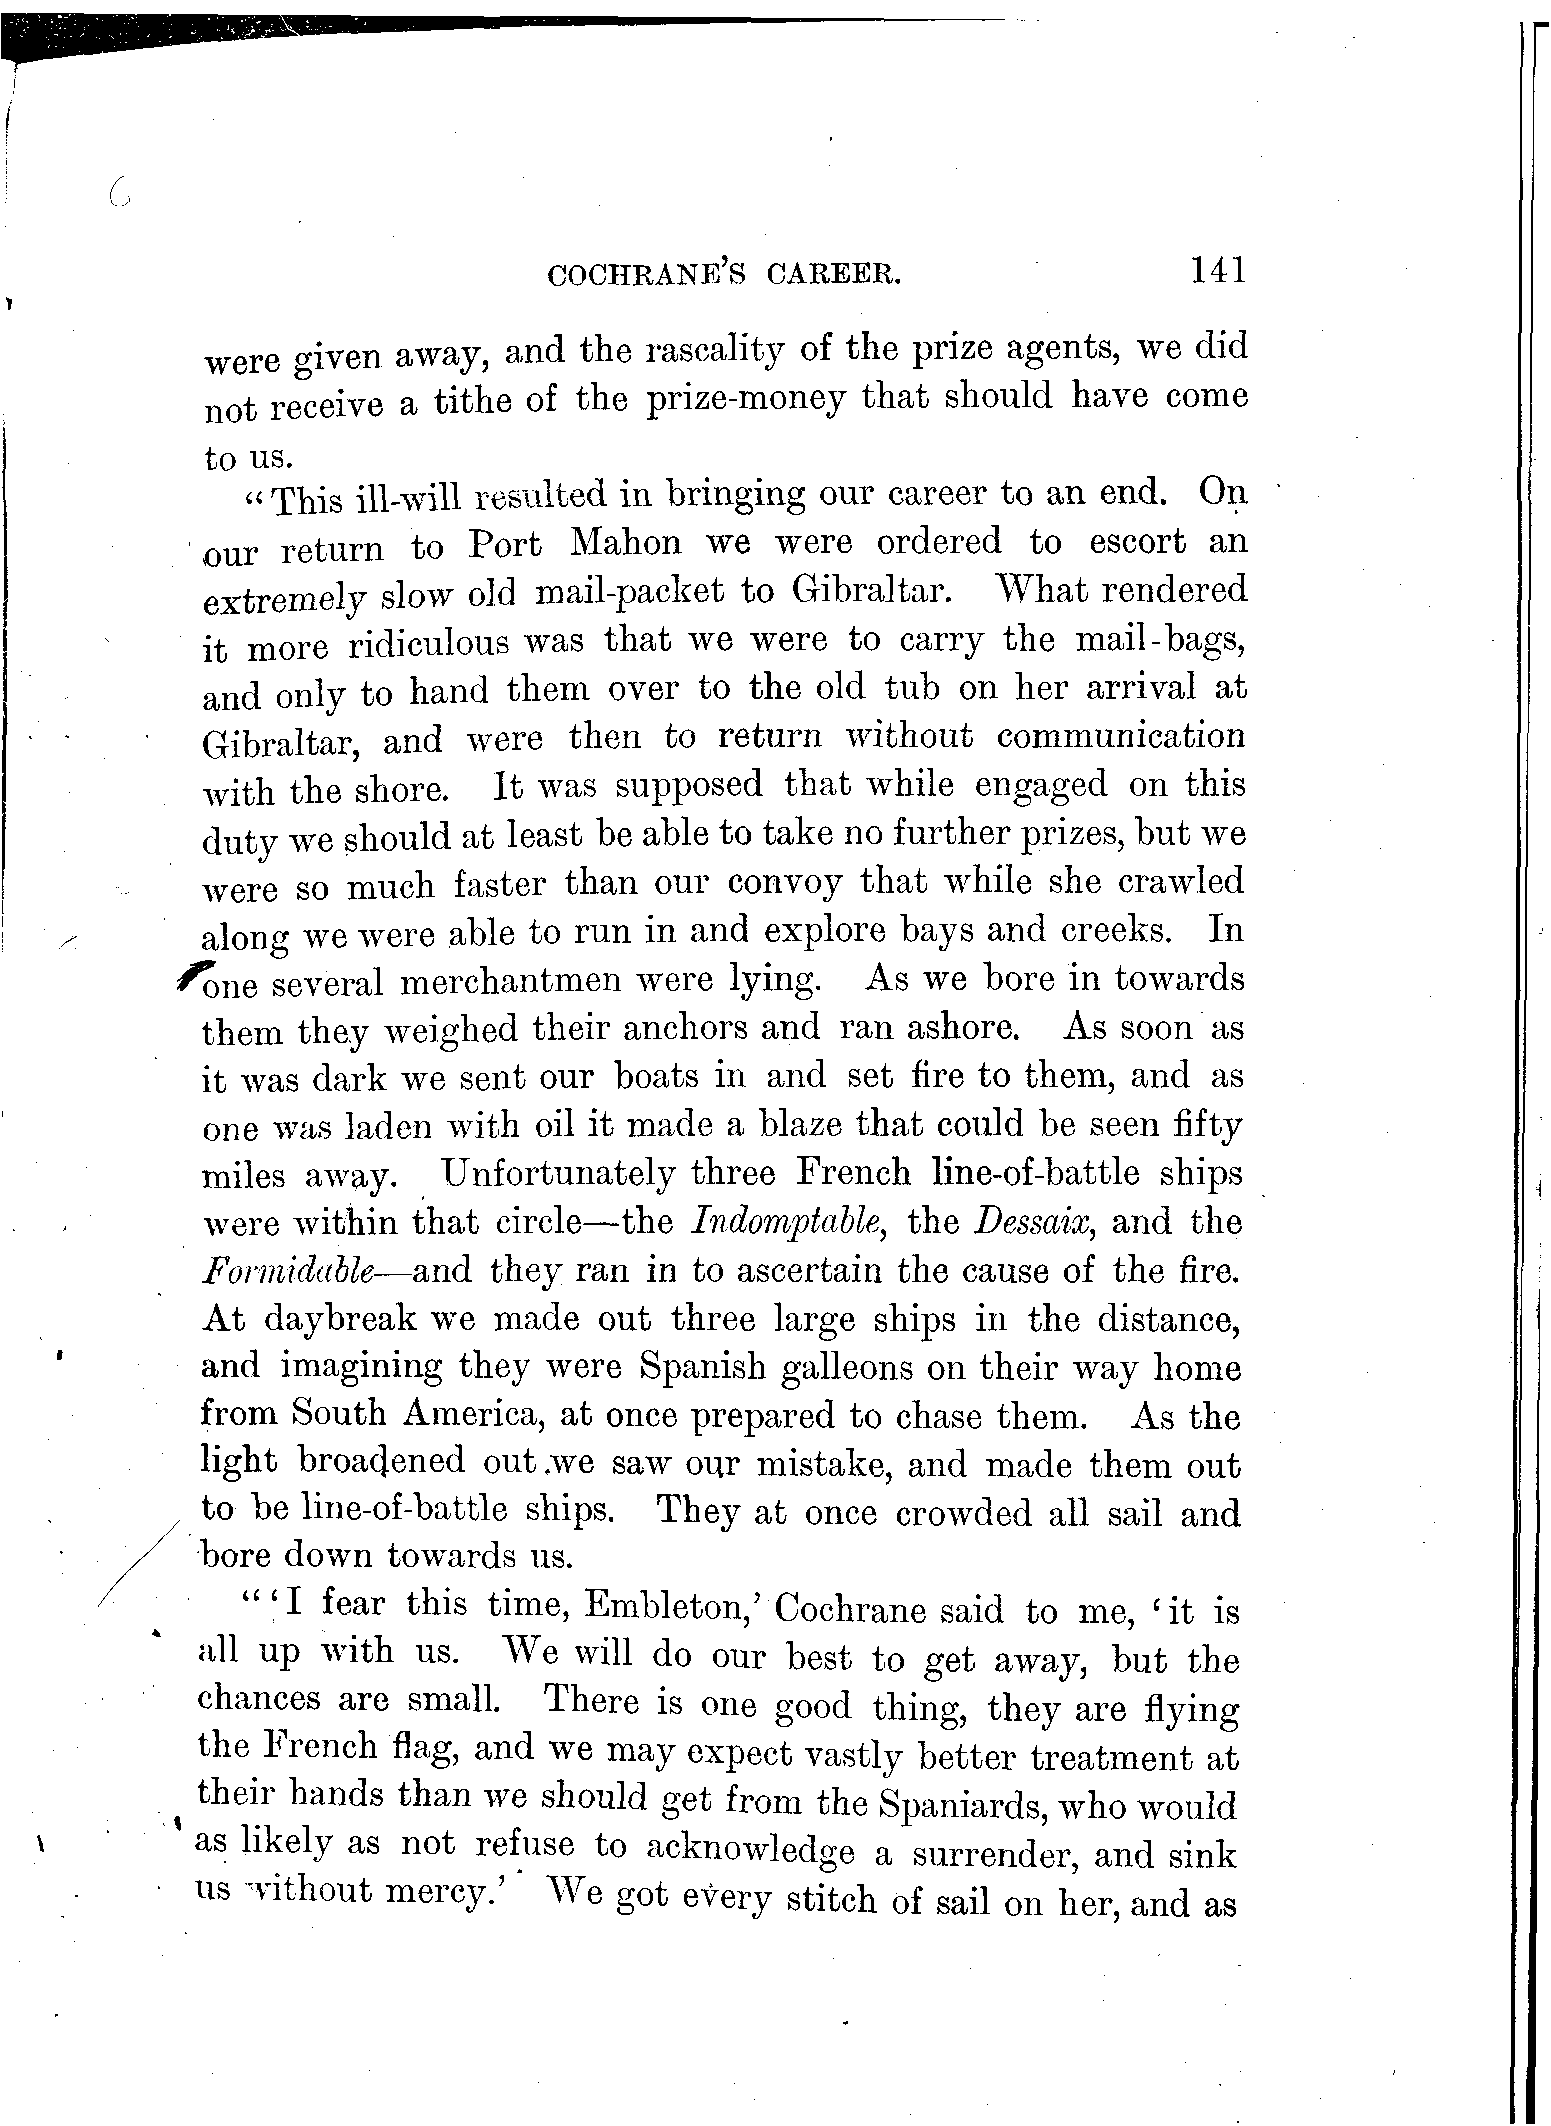 COCHRANE'S CAREER. 141
were given away, and the rascality of the prize agents, we did
not receive a tithe of the prize-money that should have come
to us.
"This ill-will resulted in bringing our career to an end. On
our return to Port Mahon we were ordered to escort an
extremely slow old mail-packet to Gibraltar. What rendered
it more ridiculous was that we were to carry the mail-bags,
and only to hand them over to the old tub on her arrival at
Gibraltar, and were then to return without communication
with the shore. It was supposed that while engaged on this
duty we should at least be able to take no further prizes, but we
were so much faster than our convoy that while she crawled
along we were able to run in and explore bays and creeks. In
one several merchantmen were lying. As we bore in towards
them they weighed their anchors and ran ashore. As soon as
it was dark we sent our boats in and set fire to them, and as
one was laden with oil it made a blaze that could be seen fifty
miles away. Unfortunately three French line-of-battle ships
were within that circle—the Indomptable, the Dessaix, and the
Formidable—and they ran in to ascertain the cause of the fire.
At daybreak we made out three large ships in the distance,
and imagining they were Spanish galleons on their way home
from South America, at once prepared to chase them. As the
light broadened out we saw our mistake, and made them out
to be line-of-battle ships. They at once crowded all sail and
bore down towards us.
"'I fear this time, Embleton,' Cochrane said to me, 'it is
all up with us. We will do our best to get away, but the
chances are small. There is one good thing, they are flying
the French flag, and we may expect vastly better treatment at
their hands than we should get from the Spaniards, who would
as likely as not refuse to acknowledge a surrender, and sink
us without mercy.' We got every stitch of sail on her, and as